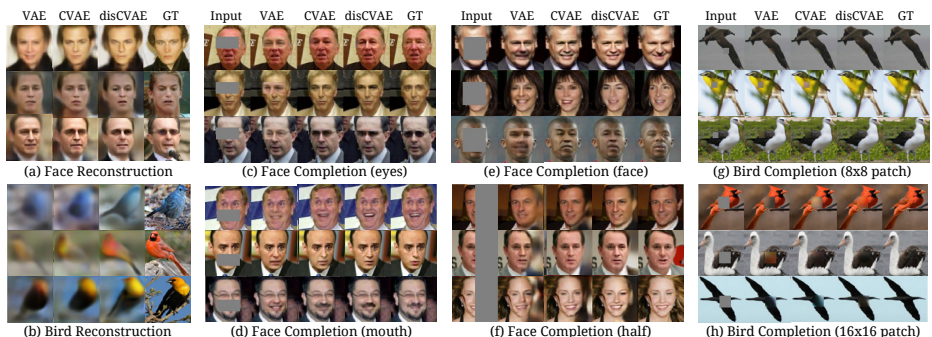 VAE CVAE disCVAE GT
Input VAE CVAE disCVAE GT
Input VAE CVAE disCVAE GT
Input VAE CVAE disCVAE GT
(a) Face Reconstruction
(c) Face Completion (eyes)
(e) Face Completion (face)
(g) Bird Completion (8x8 patch)
(b) Bird Reconstruction
(d) Face Completion (mouth)
(f) Face Completion (half)
(h) Bird Completion (16x16 patch)